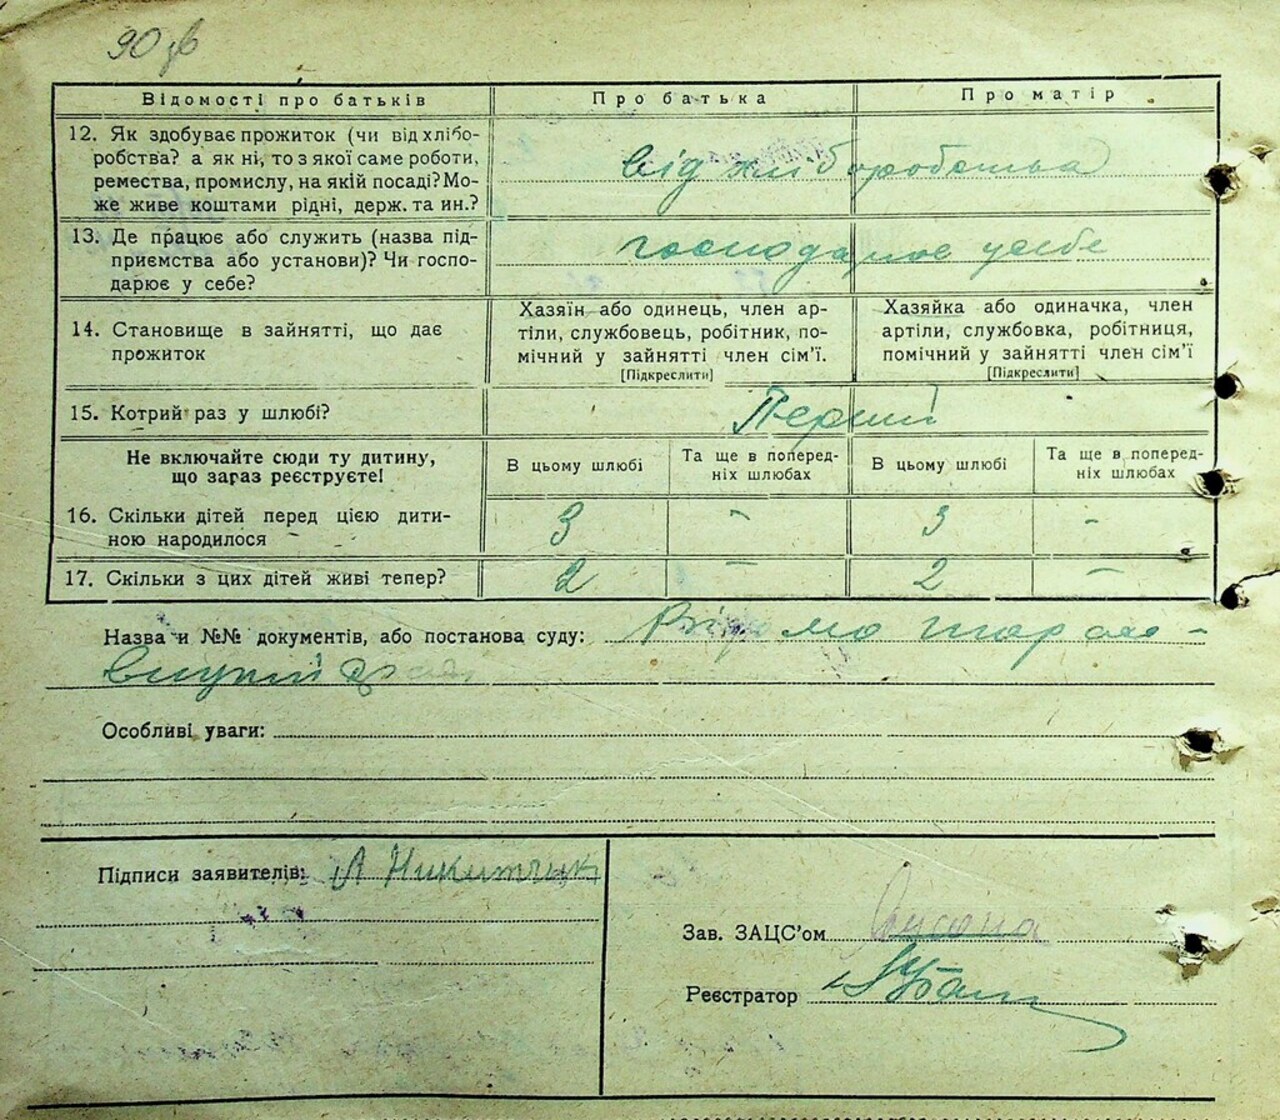 90 зв
Відомості про батьків Про батька Про матір
12. Як здобуває прожиток (чи від хлібо-
робства? а як ні, то з якої саме роботи,
ремества, промислу, на якій посаді? Мо-
же живе коштами рідні, держ. та ин.?
від хліборобства
13. Де працює або служить (назва під-
приємства або установи)? Чи госпо-
дарює у себе?
господарює у себе
14. Становище в зайнятті, що дає
прожиток
Хазяїн або одинець, член ар-
тіли, службовець, робітник, по-
мічний у зайнятті член сім'ї.
[Підкреслити]
Хазяйка або одиначка, член
артіли, службовка, робітниця,
помічний у зайнятті член сім'ї
[Підкреслити]
15. Котрий раз у шлюбі? Перший
Не включайте сюди ту дитину,
що зараз реєструєте!
В цьому шлюбі
Та ще в поперед-
ніх шлюбах
В цьому шлюбі
Та ще в поперед-
ніх шлюбах
16. Скільки дітей перед цією дити-
ною народилося
3 - 3 -
17. Скільки з цих дітей живі тепер? 2 - 2 -
Назва и №№ документів, або постанова суду:
Особливі уваги:
Підписи заявителів: Никитчик
Зав. ЗАЦС'ом
Реєстратор